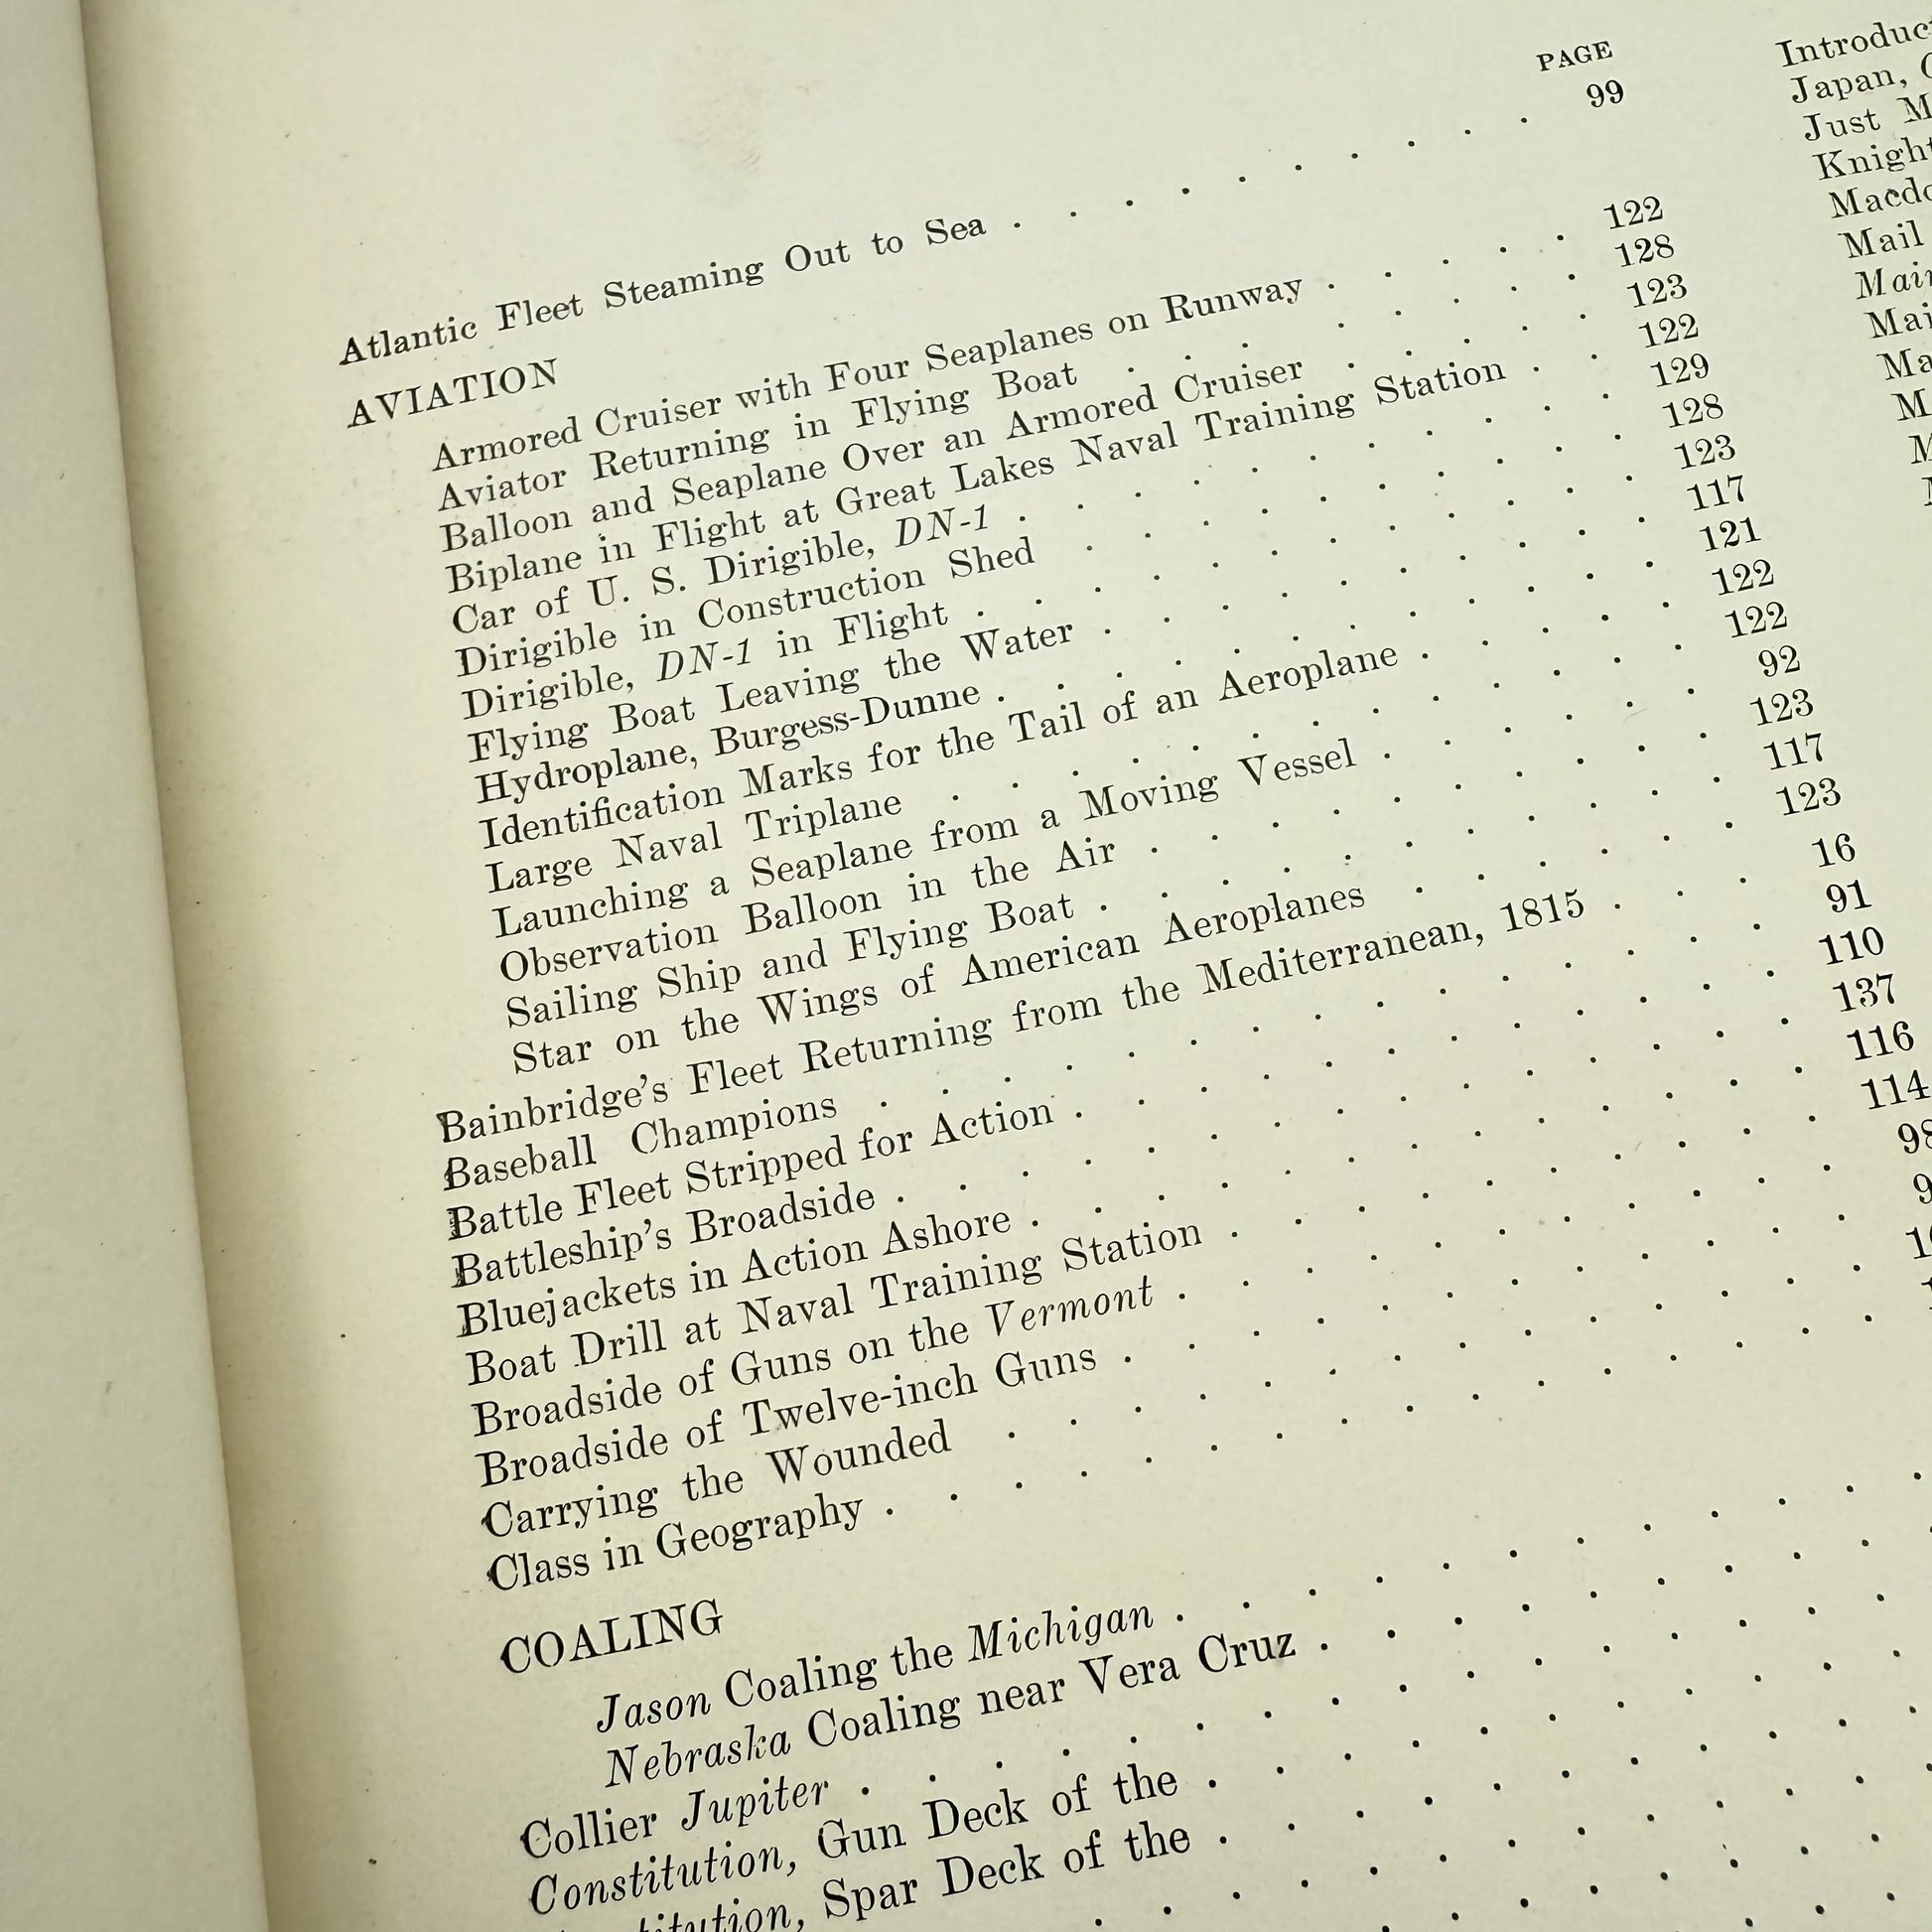 PAGE
Atlantic Fleet Steaming Out to Sea . . . . . . . . . . 99
AVIATION
Armored Cruiser with Four Seaplanes on Runway . . . . . 122
Aviator Returning in Flying Boat . . . . . . . . 128
Balloon and Seaplane Over an Armored Cruiser . . . . . 123
Biplane in Flight at Great Lakes Naval Training Station . . 122
Car of U. S. Dirigible, DN-1 . . . . . . . . . . 129
Dirigible in Construction Shed . . . . . . . . . 128
Dirigible, DN-1 in Flight . . . . . . . . . . . 123
Flying Boat Leaving the Water . . . . . . . . . 117
Hydroplane, Burgess-Dunne . . . . . . . . . . . 121
Identification Marks for the Tail of an Aeroplane . . . . 122
Large Naval Triplane . . . . . . . . . . . . 122
Launching a Seaplane from a Moving Vessel . . . . . 92
Observation Balloon in the Air . . . . . . . . . 123
Sailing Ship and Flying Boat . . . . . . . . . . 117
Star on the Wings of American Aeroplanes . . . . . . 123
Bainbridge's Fleet Returning from the Mediterranean, 1815 . . . 16
Baseball Champions . . . . . . . . . . . . . . 91
Battle Fleet Stripped for Action . . . . . . . . . . . 110
Battleship's Broadside . . . . . . . . . . . . . . 137
Bluejackets in Action Ashore . . . . . . . . . . . . 116
Boat Drill at Naval Training Station . . . . . . . . . 114
Broadside of Guns on the Vermont . . . . . . . . . . 98
Broadside of Twelve-inch Guns . . . . . . . . . . .
Carrying the Wounded . . . . . . . . . . . . . .
Class in Geography . . . . . . . . . . . . . . .
COALING
Jason Coaling the Michigan . . . . . . . . . . .
Nebraska Coaling near Vera Cruz . . . . . . . . .
Collier Jupiter . . . . . . . . . . . . . . . .
Constitution, Gun Deck of the . . . . . . . . . . .
Spar Deck of the . . . . . . . . . . .
Japan,
Just
Mail